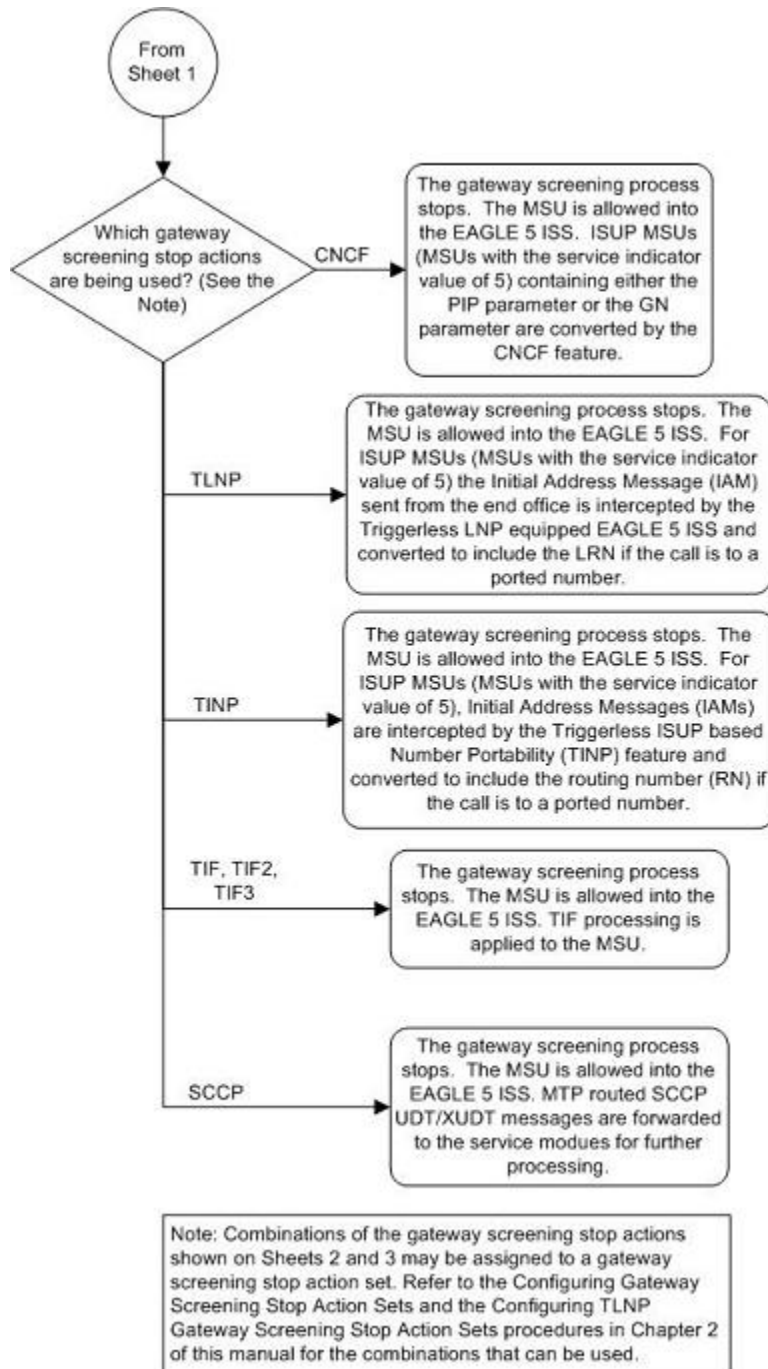 From
Sheet 1
Which gateway
screening stop actions
are being used? (See the
Note)
CNCF
The gateway screening process
stops. The MSU is allowed into
the EAGLE 5 ISS. ISUP MSUs
(MSUs with the service indicator
value of 5) containing either the
PIP parameter or the GN
parameter are converted by the
CNCF feature.
TLNP
The gateway screening process stops. The
MSU is allowed into the EAGLE 5 ISS. For
ISUP MSUs (MSUs with the service indicator
value of 5) the Initial Address Message (IAM)
sent from the end office is intercepted by the
Triggerless LNP equipped EAGLE 5 ISS and
converted to include the LRN if the call is to a
ported number.
TINP
The gateway screening process stops. The
MSU is allowed into the EAGLE 5 ISS. For
ISUP MSUs (MSUs with the service indicator
value of 5), Initial Address Messages (IAMs)
are intercepted by the Triggerless ISUP based
Number Portability (TINP) feature and
converted to include the routing number (RN) if
the call is to a ported number.
TIF, TIF2,
TIF3
The gateway screening process
stops. The MSU is allowed into the
EAGLE 5 ISS. TIF processing is
applied to the MSU.
SCCP
The gateway screening process
stops. The MSU is allowed into the
EAGLE 5 ISS. MTP routed SCCP
UDT/XUDT messages are forwarded
to the service modues for further
processing.
Note: Combinations of the gateway screening stop actions
shown on Sheets 2 and 3 may be assigned to a gateway
screening stop action set. Refer to the Configuring Gateway
Screening Stop Action Sets and the Configuring TLNP
Gateway Screening Stop Action Sets procedures in Chapter 2
of this manual for the combinations that can be used.